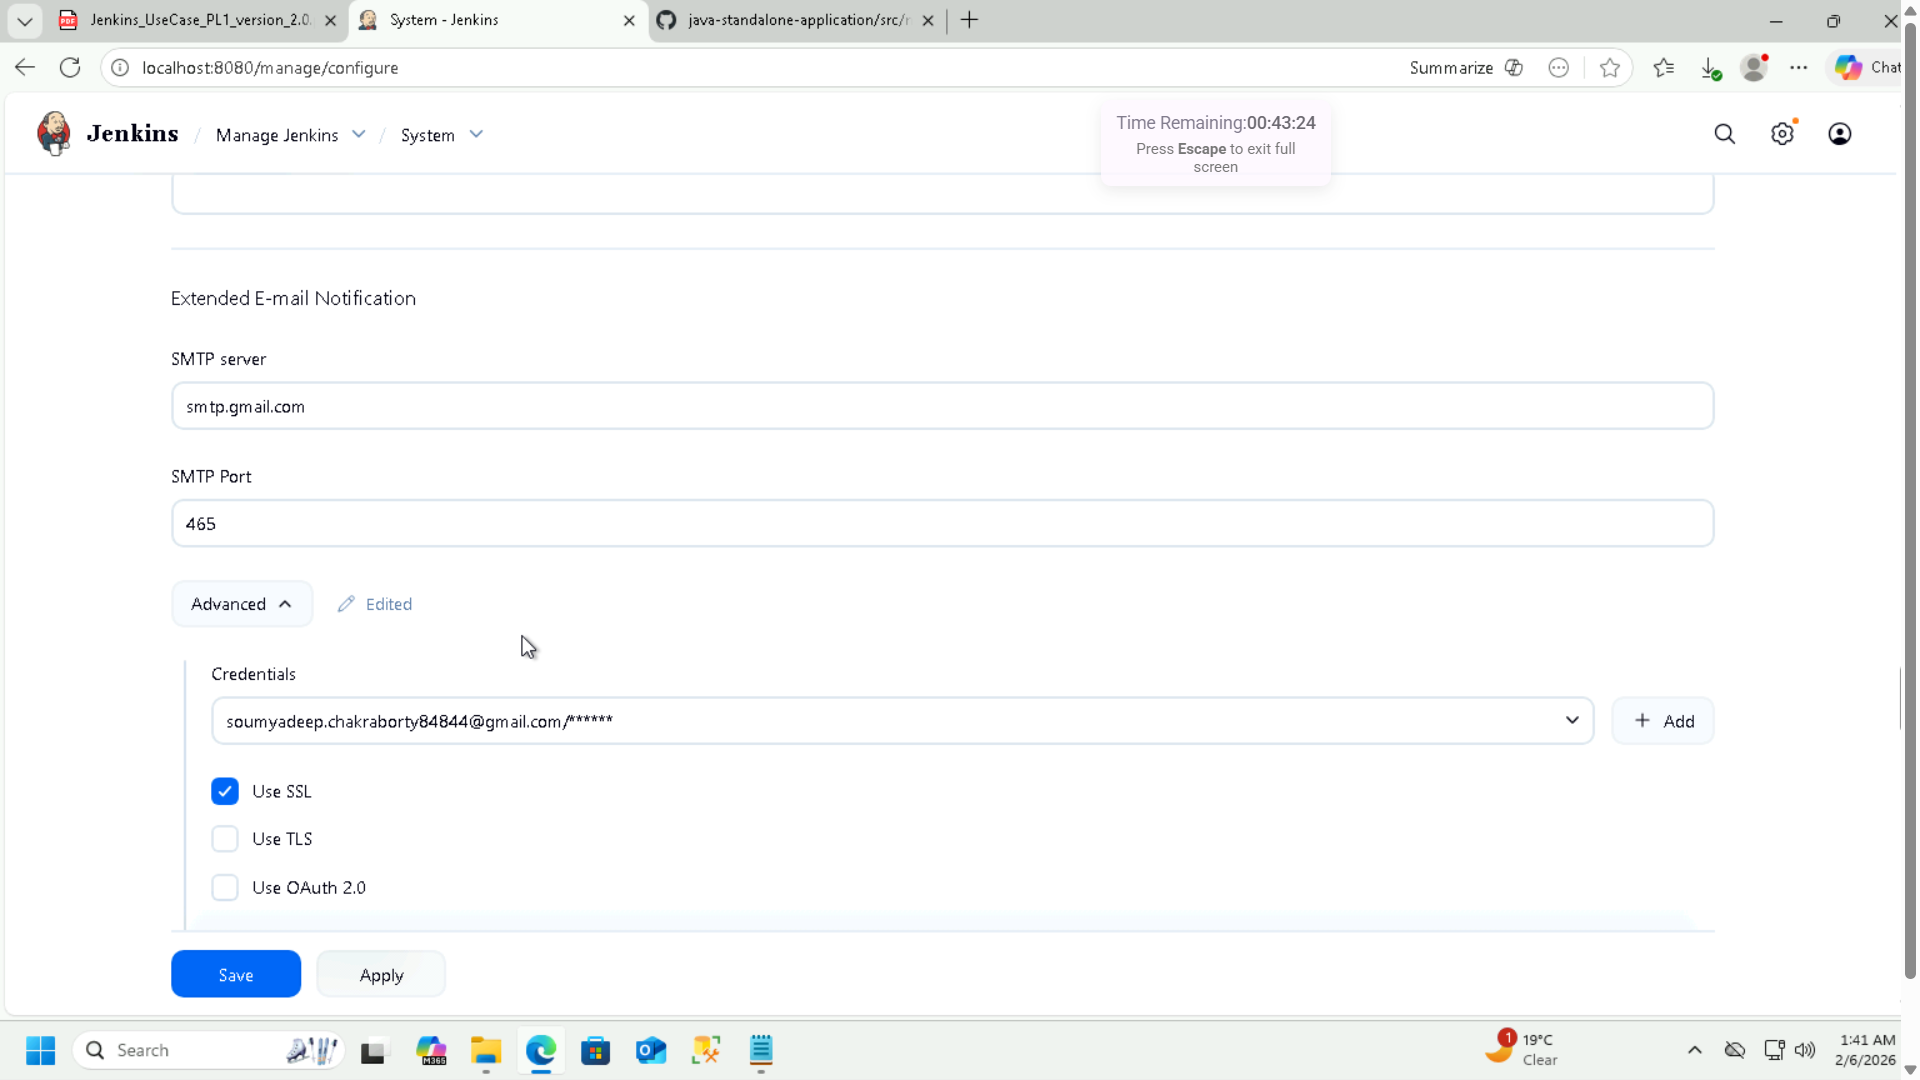 Jenkins_UseCase_PL1_version_2.0.
System - Jenkins
java-standalone-application/src/r
localhost:8080/manage/configure
Summarize
Chat
Jenkins / Manage Jenkins / System
Time Remaining:00:43:24
Press Escape to exit full
screen
Extended E-mail Notification
SMTP server
smtp.gmail.com
SMTP Port
465
Advanced
Edited
Credentials
soumyadeep.chakraborty84844@gmail.com/******
+ Add
Use SSL
Use TLS
Use OAuth 2.0
Save
Apply
Search
M365
1
19°C
Clear
1:41 AM
2/6/2026